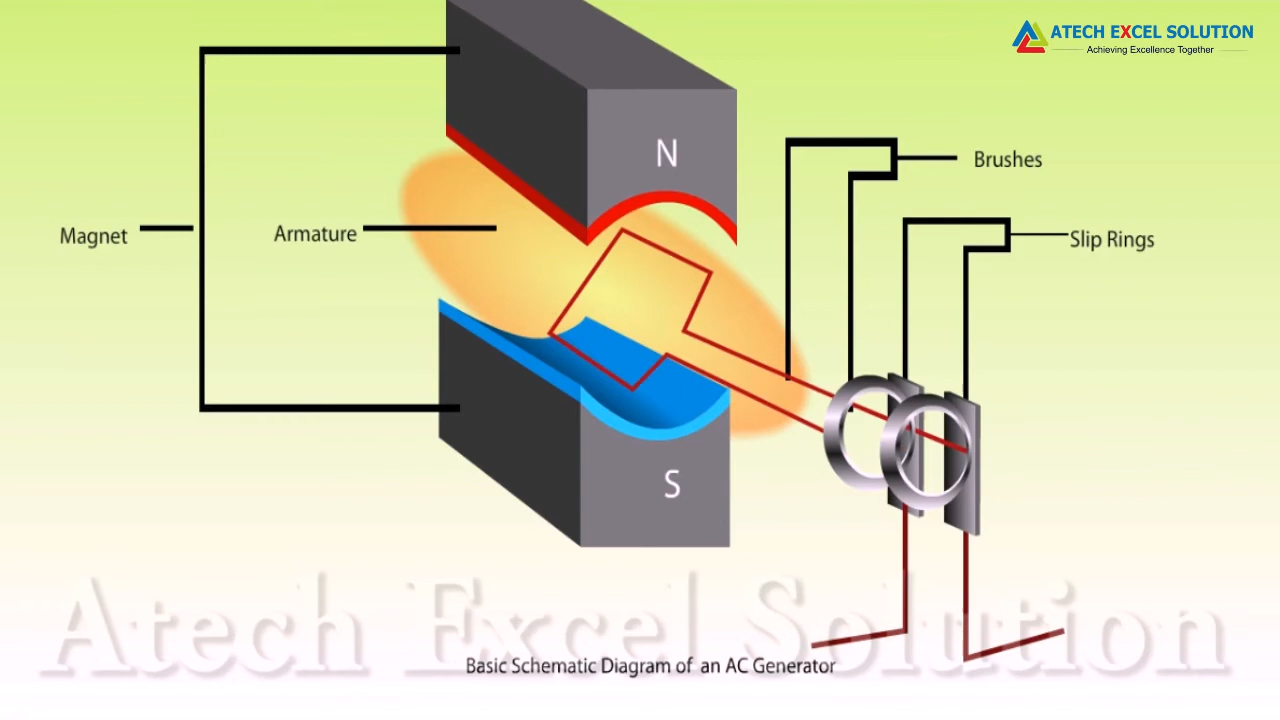 ATECH EXCEL SOLUTION
Achieving Excellence Together
N
Brushes
Magnet
Armature
Slip Rings
S
Atech Excel Solution
Basic Schematic Diagram of an AC Generator